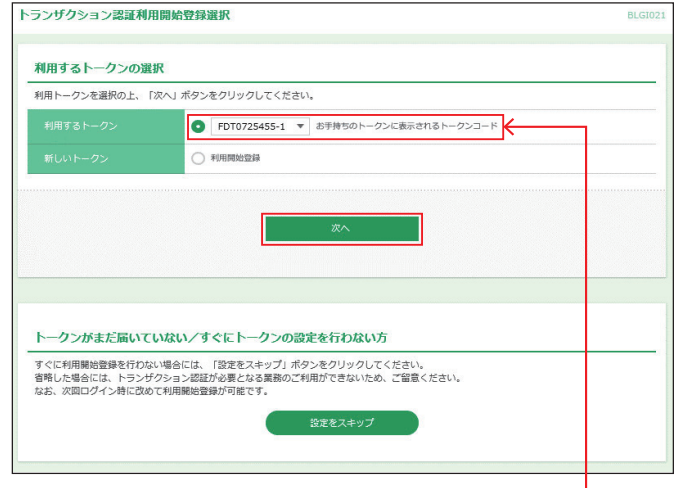 トランザクション認証利用開始登録選択
BLGI021
利用するトークンの選択
利用トークンを選択の上、「次へ」ボタンをクリックしてください。
利用するトークン
FDT0725455-1 ▼ お手持ちのトークンに表示されるトークンコード
新しいトークン
利用開始登録
次へ
トークンがまだ届いていない／すぐにトークンの設定を行わない方
すぐに利用開始登録を行わない場合には、「設定をスキップ」ボタンをクリックしてください。
省略した場合には、トランザクション認証が必要となる業務のご利用ができないため、ご留意ください。
なお、次回ログイン時に改めて利用開始登録が可能です。
設定をスキップ